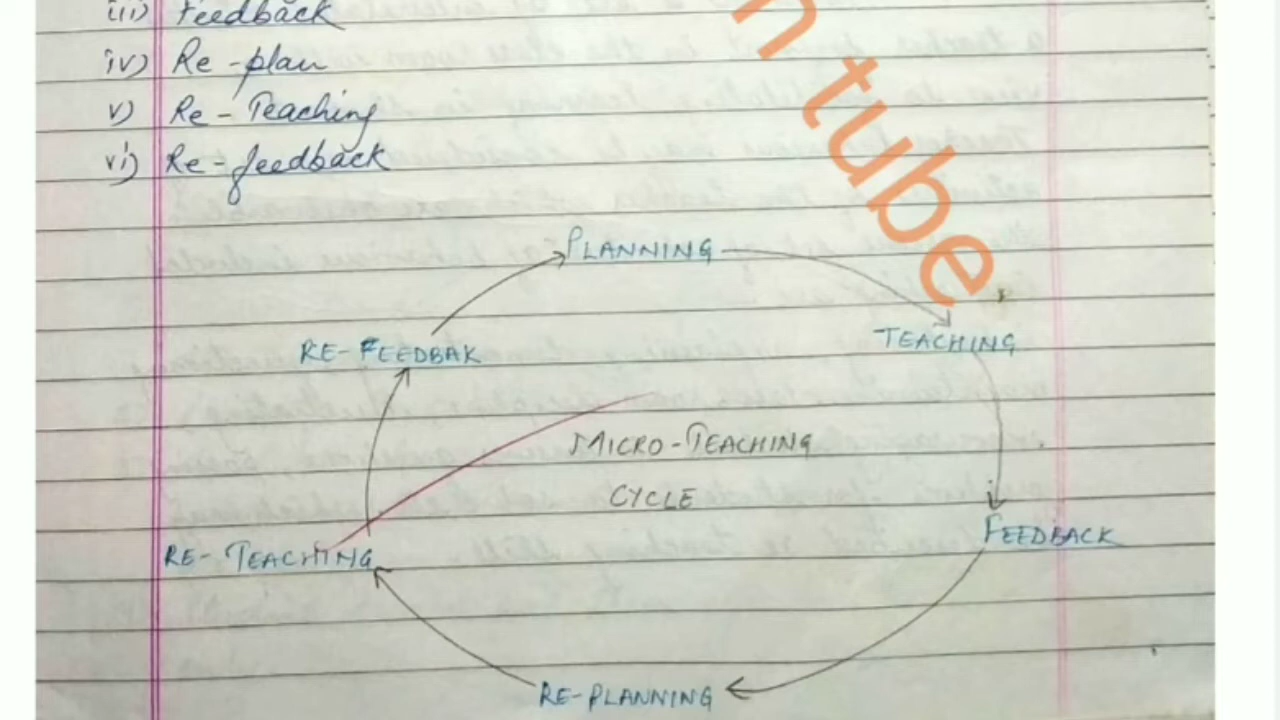 iii) Feedback
iv) Re-plan
v) Re-Teaching
vi) Re-feedback
n tube
PLANNING
RE-FEEDBAK
TEACHING
MICRO-TEACHING
CYCLE
FEEDBACK
RE-TEACHING
RE-PLANNING